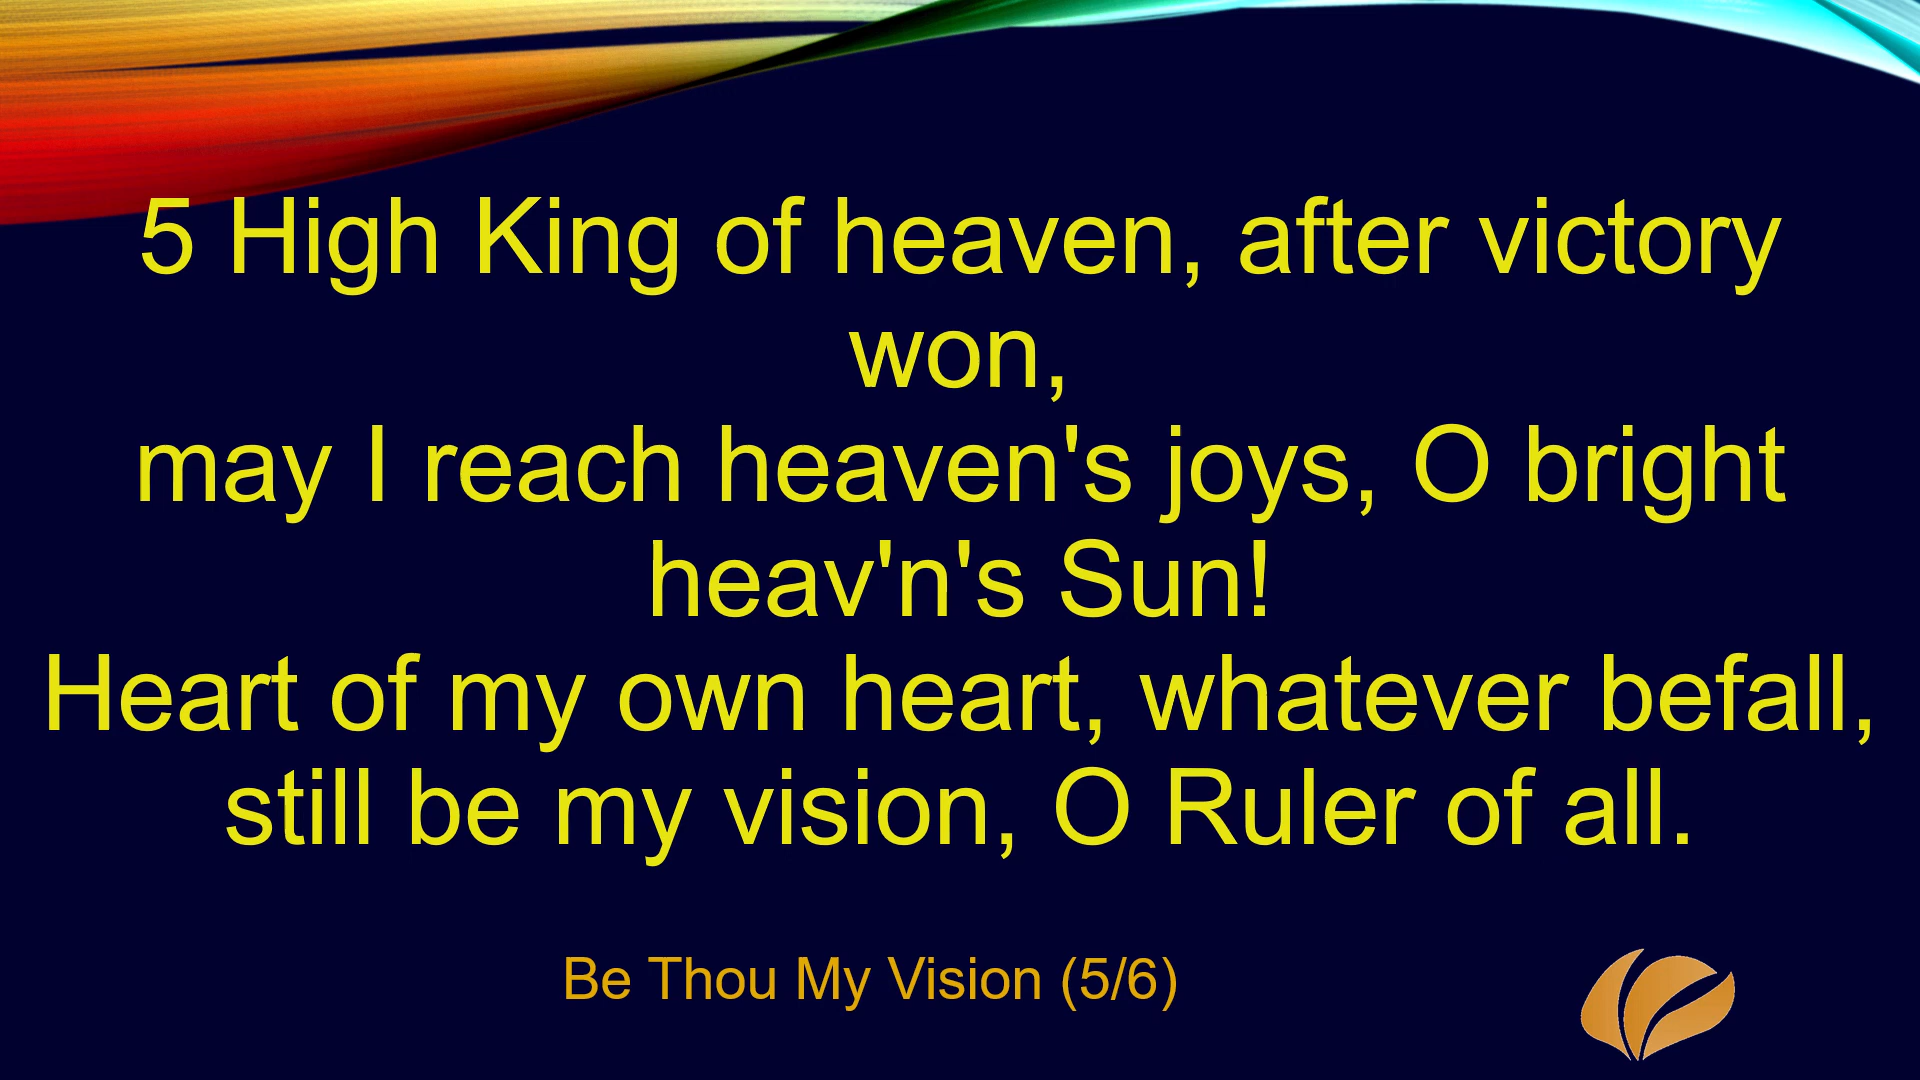 5 High King of heaven, after victory
won,
may I reach heaven's joys, O bright
heav'n's Sun!
Heart of my own heart, whatever befall,
still be my vision, O Ruler of all.
Be Thou My Vision (5/6)